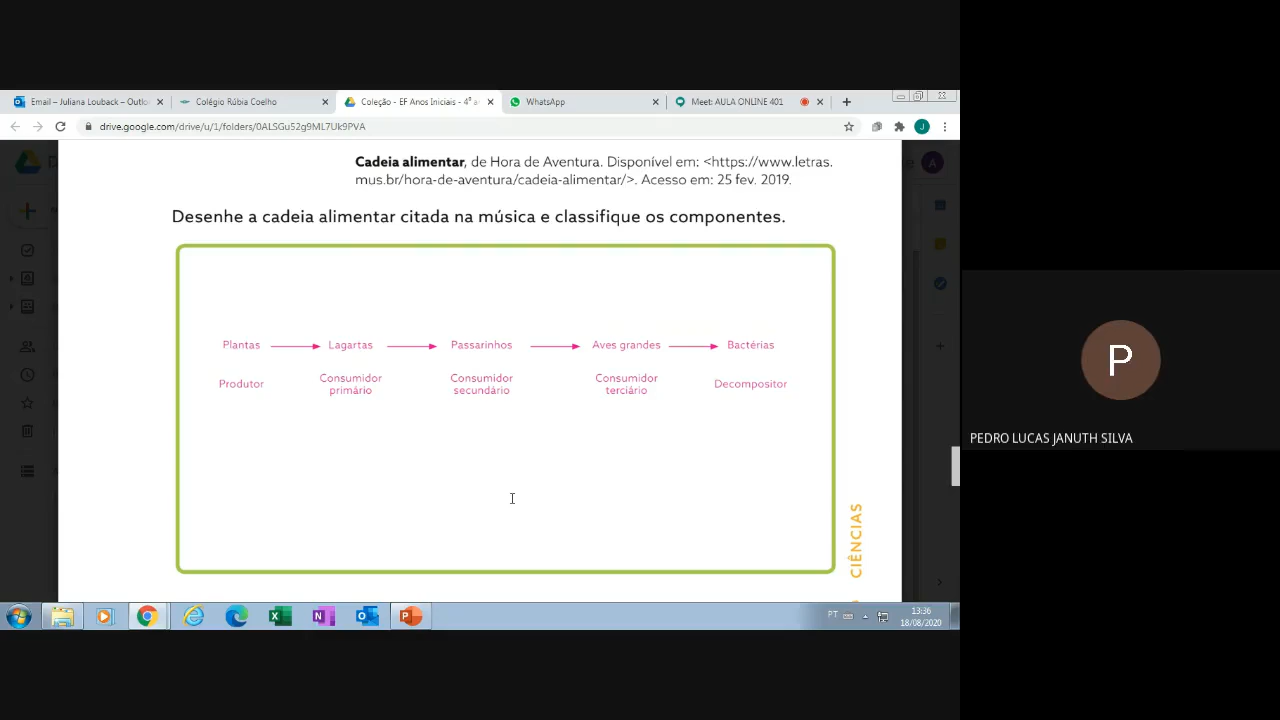 Email – Juliana Louback – Outlo
Colégio Rúbia Coelho
Coleção - EF Anos Iniciais - 4º a
WhatsApp
Meet: AULA ONLINE 401
drive.google.com/drive/u/1/folders/0ALSGu52g9ML7Uk9PVA
J
A
Cadeia alimentar, de Hora de Aventura. Disponível em: <https://www.letras.
mus.br/hora-de-aventura/cadeia-alimentar/>. Acesso em: 25 fev. 2019.
Desenhe a cadeia alimentar citada na música e classifique os componentes.
Plantas Lagartas Passarinhos Aves grandes Bactérias
Produtor Consumidor primário Consumidor secundário Consumidor terciário Decompositor
CIÊNCIAS
P
PEDRO LUCAS JANUTH SILVA
PT
13:36
18/08/2020